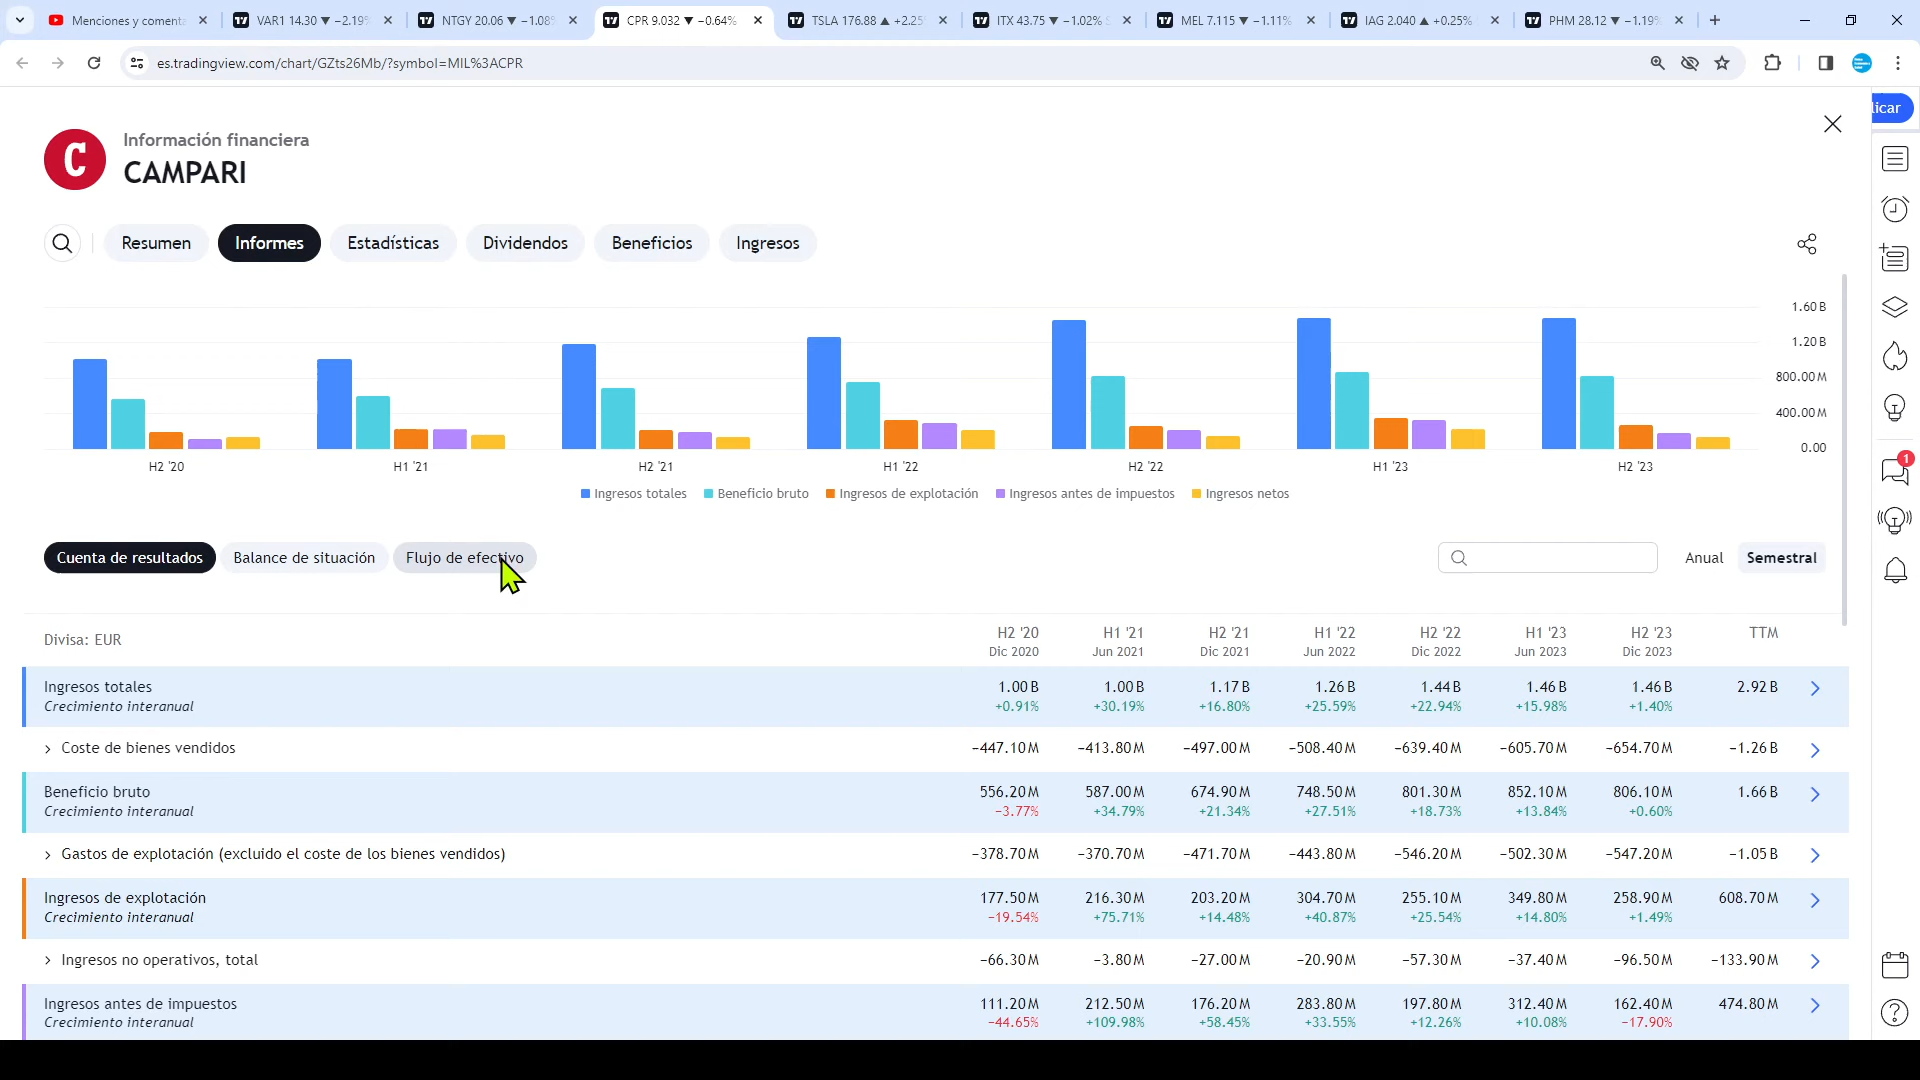 Menciones y comenta
VAR1 14.30 ▼ −2.19%
NTGY 20.06 ▼ −1.08%
CPR 9.032 ▼ −0.64%
TSLA 176.88 ▲ +2.25
ITX 43.75 ▼ −1.02% S
MEL 7.115 ▼ −1.11%
IAG 2.040 ▲ +0.25%
PHM 28.12 ▼ −1.19%
es.tradingview.com/chart/GZts26Mb/?symbol=MIL%3ACPR
licar
C
Información financiera
CAMPARI
Resumen
Informes
Estadísticas
Dividendos
Beneficios
Ingresos
1.60 B
1.20 B
800.00 M
400.00 M
0.00
H2 '20
H1 '21
H2 '21
H1 '22
H2 '22
H1 '23
H2 '23
Ingresos totales
Beneficio bruto
Ingresos de explotación
Ingresos antes de impuestos
Ingresos netos
1
Cuenta de resultados
Balance de situación
Flujo de efectivo
Anual
Semestral
Divisa: EUR
H2 '20 H1 '21 H2 '21 H1 '22 H2 '22 H1 '23 H2 '23 TTM
Dic 2020 Jun 2021 Dic 2021 Jun 2022 Dic 2022 Jun 2023 Dic 2023
Ingresos totales 1.00 B 1.00 B 1.17 B 1.26 B 1.44 B 1.46 B 1.46 B 2.92 B
Crecimiento interanual +0.91% +30.19% +16.80% +25.59% +22.94% +15.98% +1.40%
Coste de bienes vendidos −447.10 M −413.80 M −497.00 M −508.40 M −639.40 M −605.70 M −654.70 M −1.26 B
Beneficio bruto 556.20 M 587.00 M 674.90 M 748.50 M 801.30 M 852.10 M 806.10 M 1.66 B
Crecimiento interanual −3.77% +34.79% +21.34% +27.51% +18.73% +13.84% +0.60%
Gastos de explotación (excluido el coste de los bienes vendidos) −378.70 M −370.70 M −471.70 M −443.80 M −546.20 M −502.30 M −547.20 M −1.05 B
Ingresos de explotación 177.50 M 216.30 M 203.20 M 304.70 M 255.10 M 349.80 M 258.90 M 608.70 M
Crecimiento interanual −19.54% +75.71% +14.48% +40.87% +25.54% +14.80% +1.49%
Ingresos no operativos, total −66.30 M −3.80 M −27.00 M −20.90 M −57.30 M −37.40 M −96.50 M −133.90 M
Ingresos antes de impuestos 111.20 M 212.50 M 176.20 M 283.80 M 197.80 M 312.40 M 162.40 M 474.80 M
Crecimiento interanual −44.65% +109.98% +58.45% +33.55% +12.26% +10.08% −17.90%